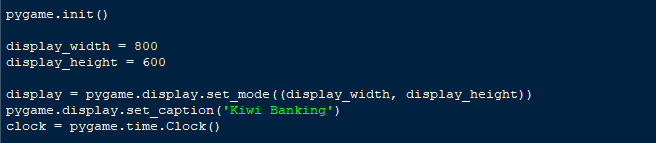 pygame.init()
display_width = 800
display_height = 600
display = pygame.display.set_mode((display_width, display_height))
pygame.display.set_caption('Kiwi Banking')
clock = pygame.time.Clock()